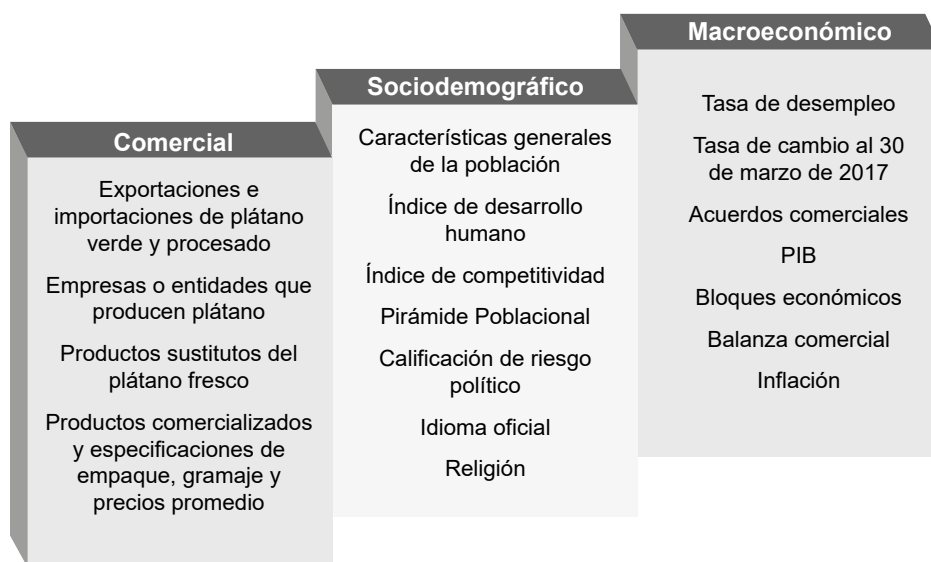 Comercial
Exportaciones e
importaciones de plátano
verde y procesado
Empresas o entidades que
producen plátano
Productos sustitutos del
plátano fresco
Productos comercializados
y especificaciones de
empaque, gramaje y
precios promedio
Sociodemográfico
Características generales
de la población
Índice de desarrollo
humano
Índice de competitividad
Pirámide Poblacional
Calificación de riesgo
político
Idioma oficial
Religión
Macroeconómico
Tasa de desempleo
Tasa de cambio al 30
de marzo de 2017
Acuerdos comerciales
PIB
Bloques económicos
Balanza comercial
Inflación